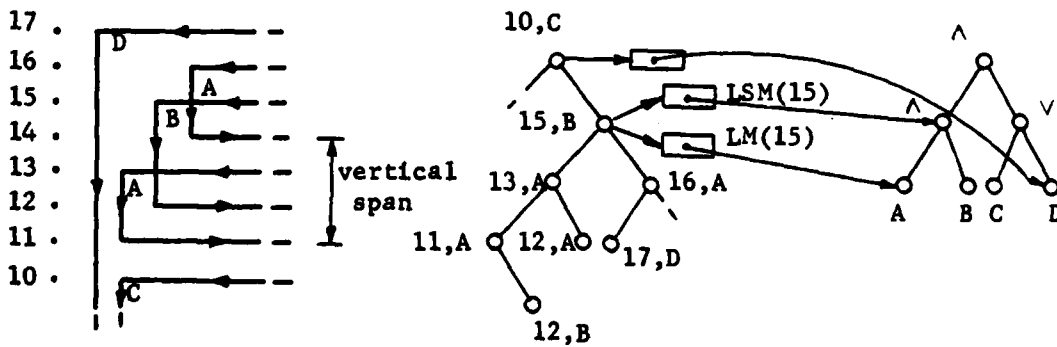 17 .
D
16 .
A
15 .
B
14 .
13 .
A
vertical
span
12 .
11 .
10 .
C
10,C
15,B
LSM(15)
LM(15)
13,A
16,A
11,A
12,A
17,D
12,B
^
^
v
A
B
C
D